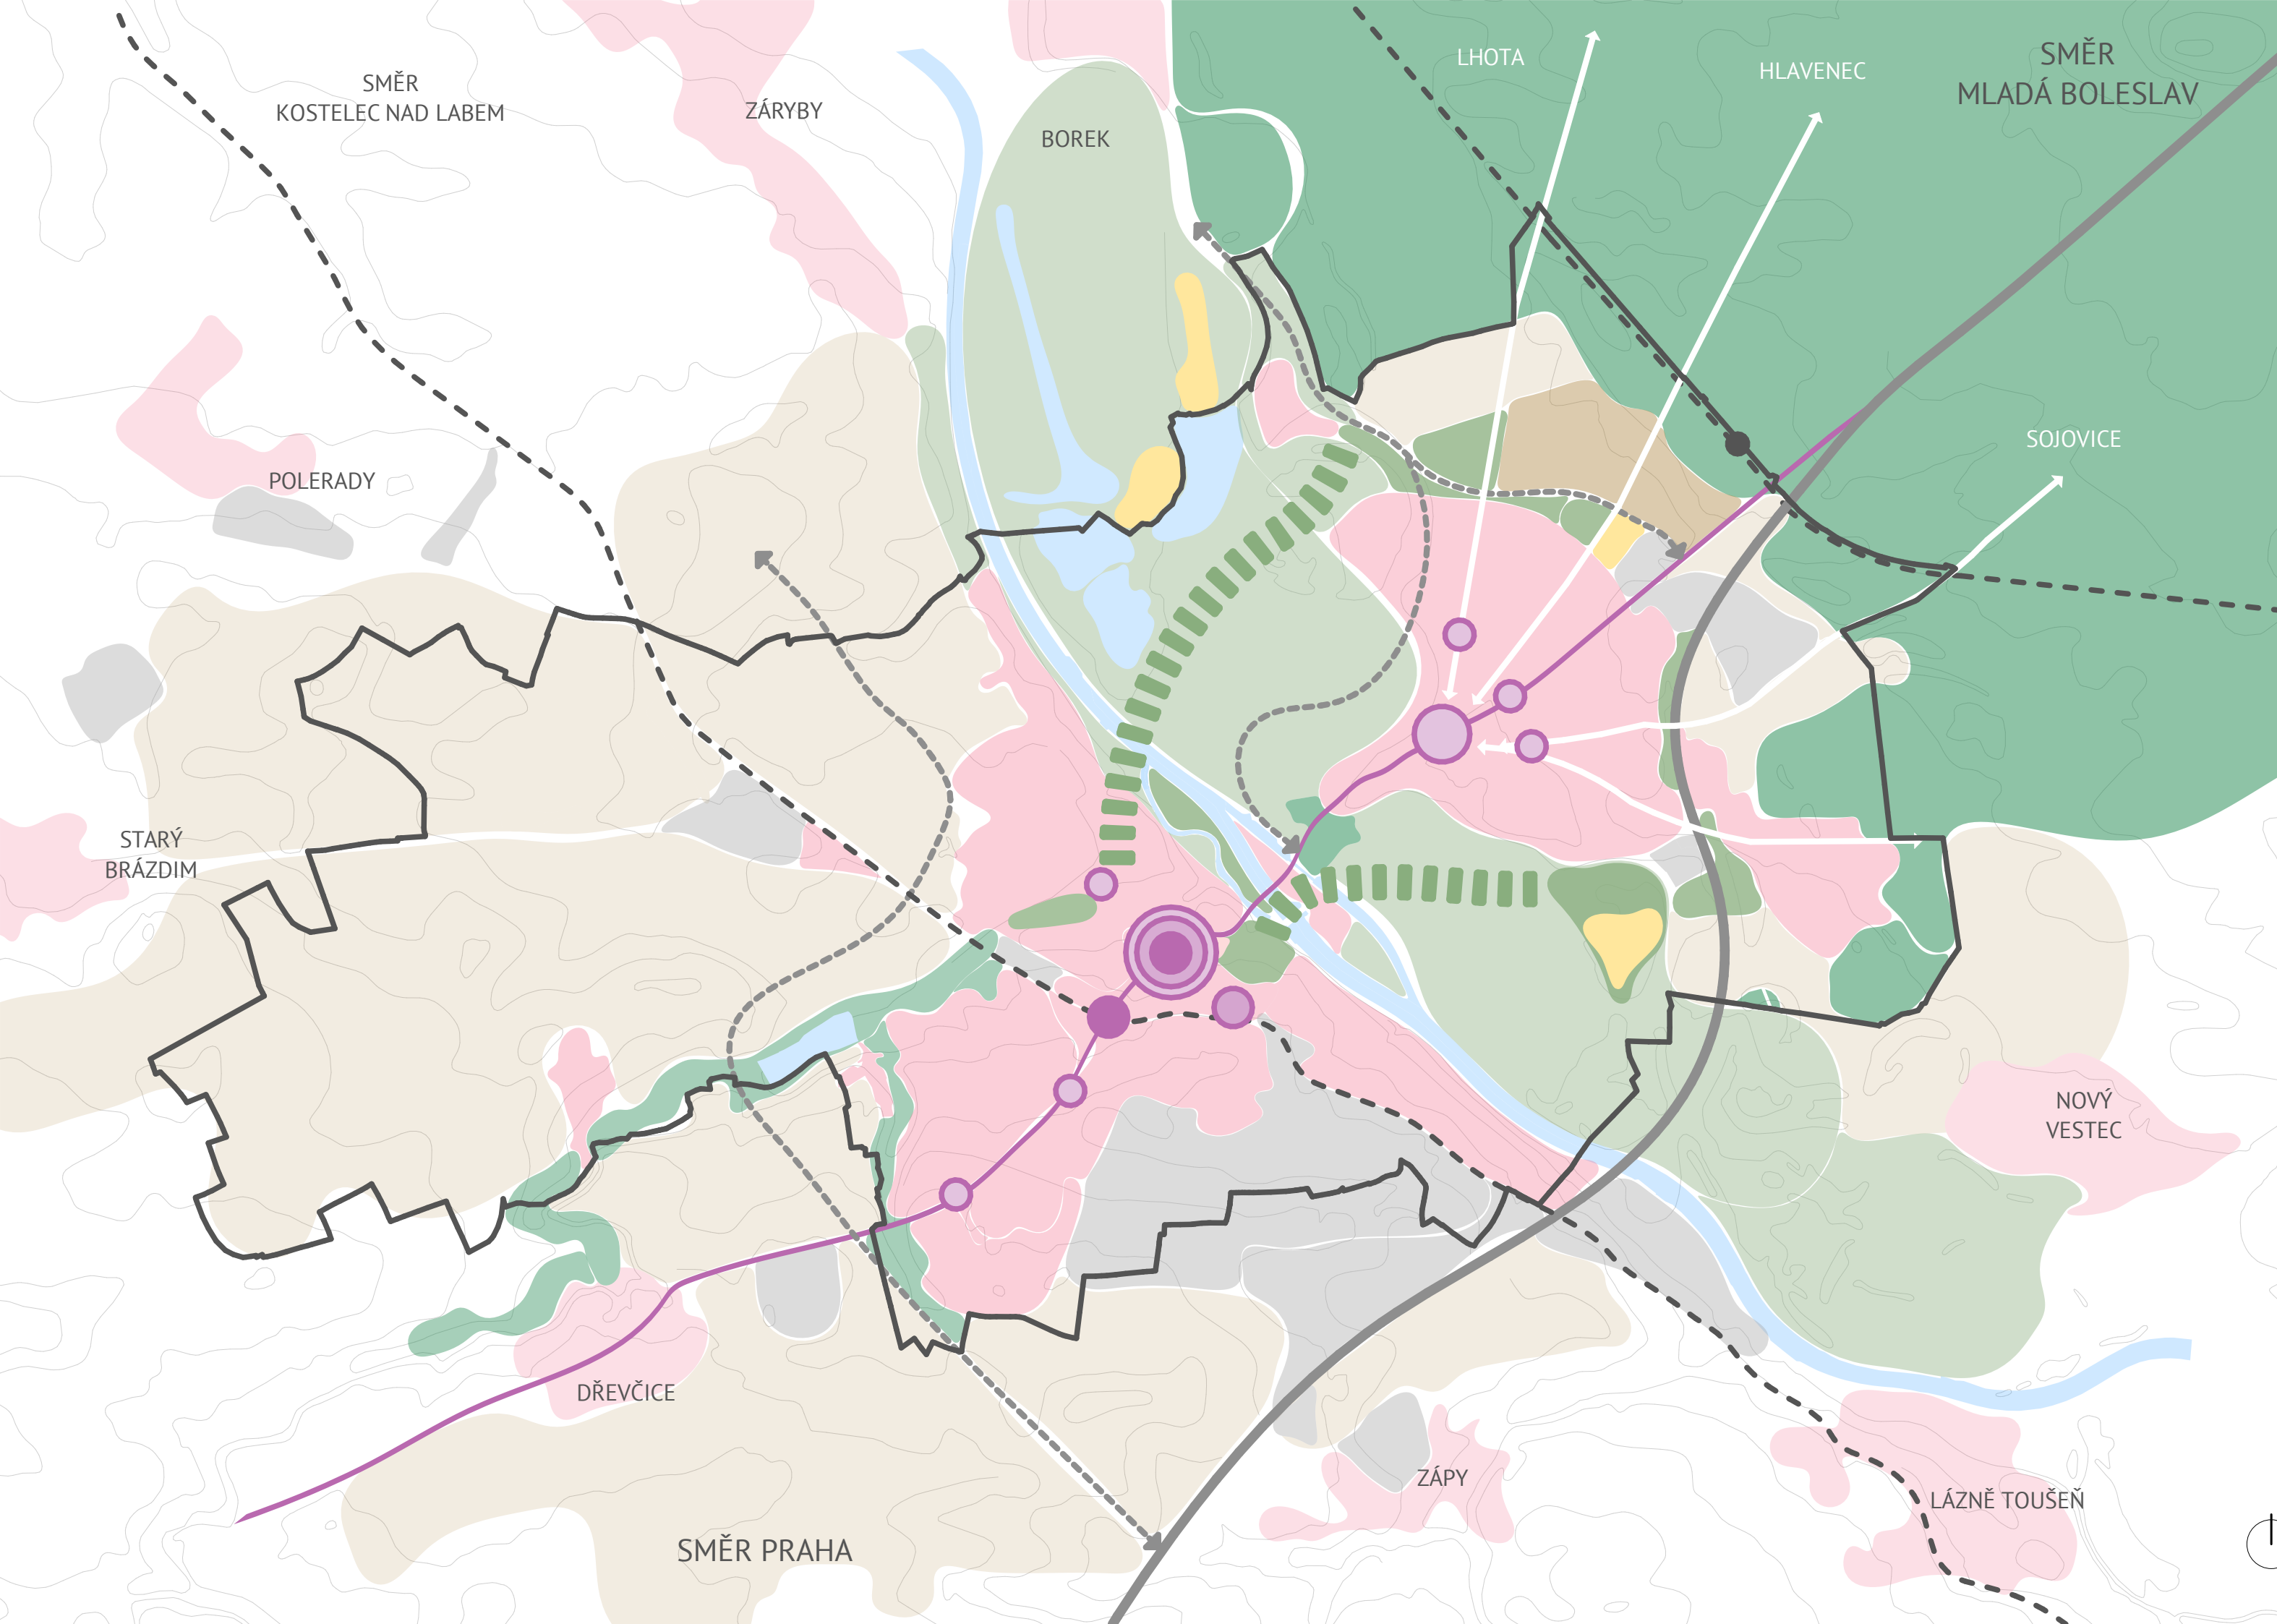 SMĚR
KOSTELEC NAD LABEM
ZÁRYBY
BOREK
LHOTA
HLAVENEC
SMĚR
MLADÁ BOLESLAV
SOJOVICE
POLERADY
STARÝ
BRÁZDIM
NOVÝ
VESTEC
DŘEVČICE
ZÁPY
LÁZNĚ TOUŠEŇ
SMĚR PRAHA